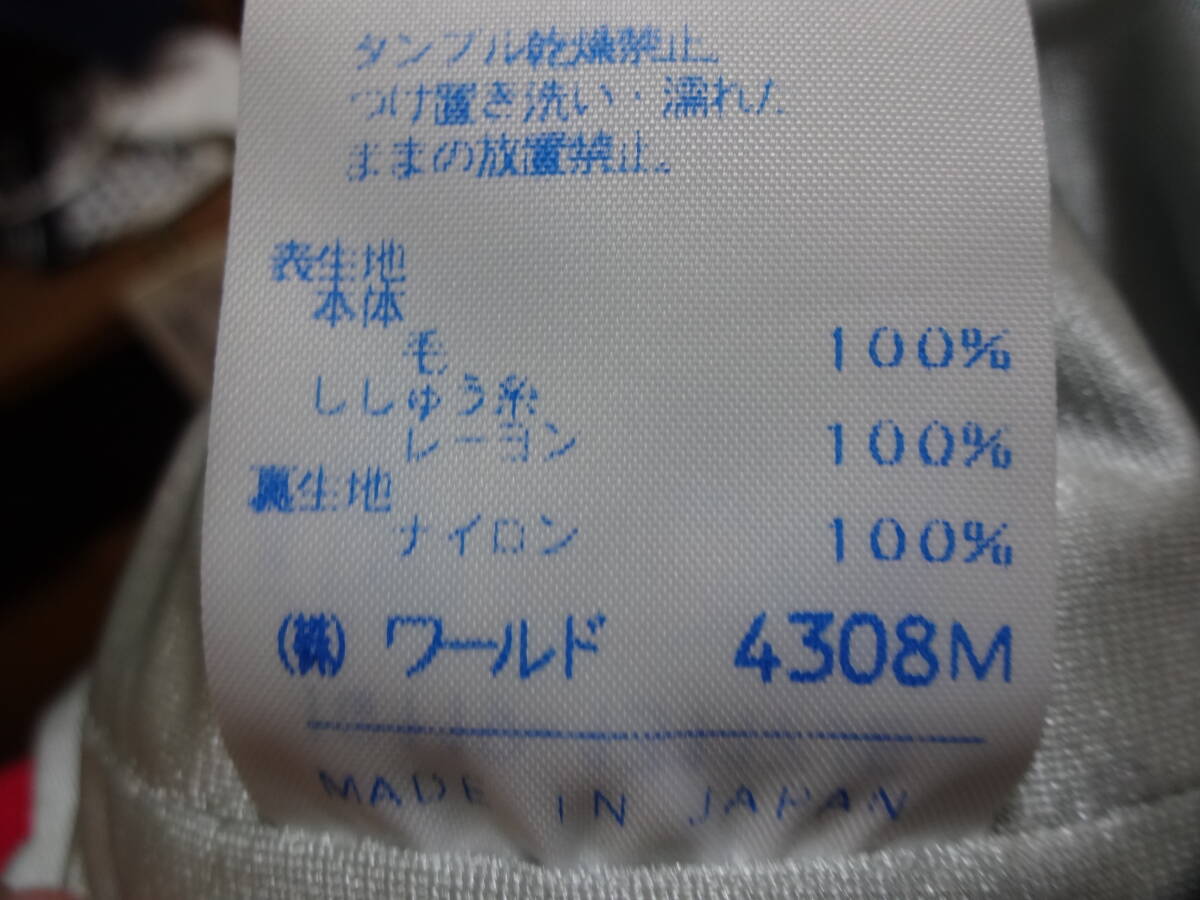 タンブル乾燥禁止。
つけ置き洗い・濡れた
ままの放置禁止。
表生地
本体
毛 100%
ししゅう糸
レーヨン 100%
裏生地
ナイロン 100%
(株) ワールド 4308M
MADE IN JAPAN